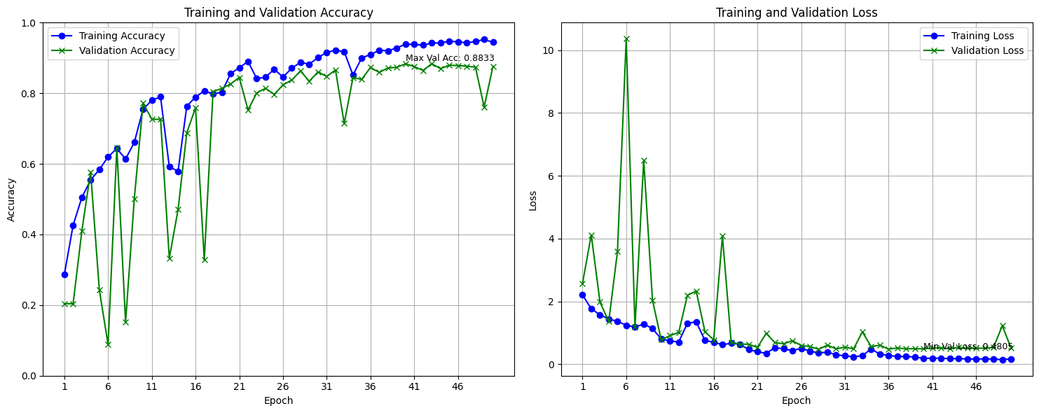 Training and Validation Accuracy
Training Accuracy
Validation Accuracy
Max Val Acc: 0.8833
1.0
0.8
0.6
0.4
0.2
0.0
Accuracy
1 6 11 16 21 26 31 36 41 46
Epoch
Training and Validation Loss
Training Loss
Validation Loss
Min Val Loss: 0.4805
10
8
6
4
2
0
Loss
1 6 11 16 21 26 31 36 41 46
Epoch